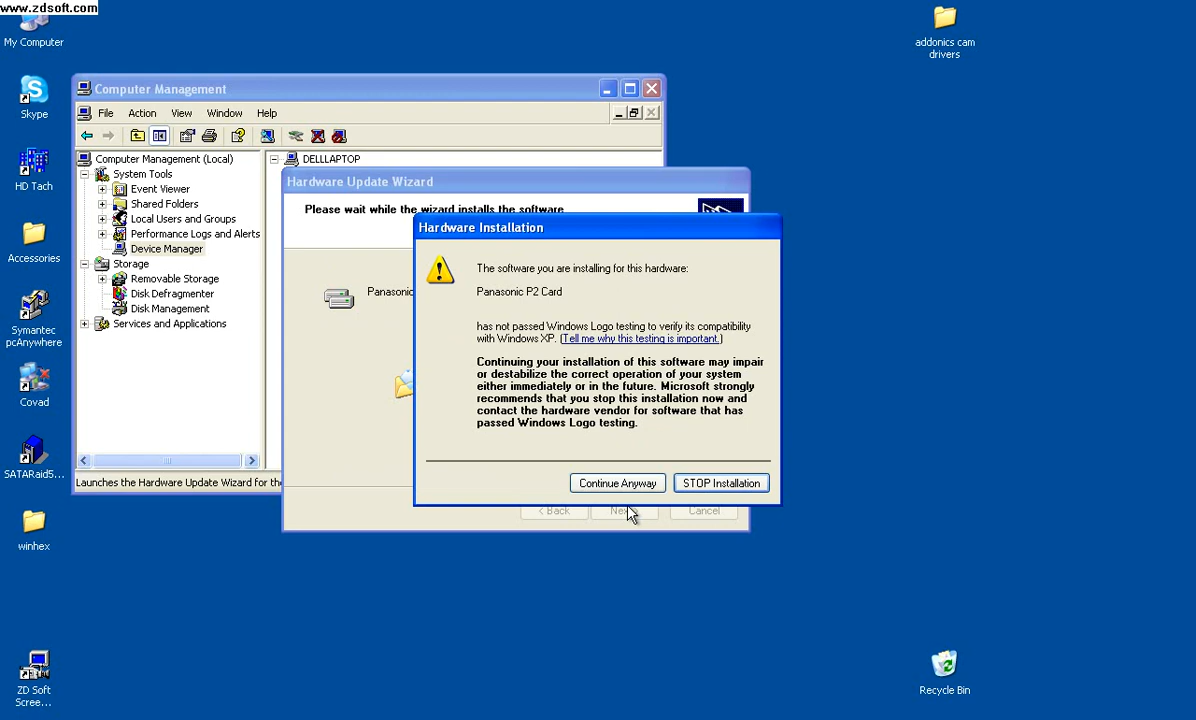 www.zdsoft.com
My Computer
Skype
HD Tach
Accessories
Symantec
pcAnywhere
Covad
SATARaid5...
winhex
ZD Soft
Scree...
addonics cam
drivers
Recycle Bin
Computer Management
File Action View Window Help
Computer Management (Local)
System Tools
Event Viewer
Shared Folders
Local Users and Groups
Performance Logs and Alerts
Device Manager
Storage
Removable Storage
Disk Defragmenter
Disk Management
Services and Applications
DELLLAPTOP
Launches the Hardware Update Wizard for the
Hardware Update Wizard
Please wait while the wizard installs the software
Panasonic
< Back
Cancel
Hardware Installation
The software you are installing for this hardware:
Panasonic P2 Card
has not passed Windows Logo testing to verify its compatibility
with Windows XP. (Tell me why this testing is important.)
Continuing your installation of this software may impair
or destabilize the correct operation of your system
either immediately or in the future. Microsoft strongly
recommends that you stop this installation now and
contact the hardware vendor for software that has
passed Windows Logo testing.
Continue Anyway
STOP Installation